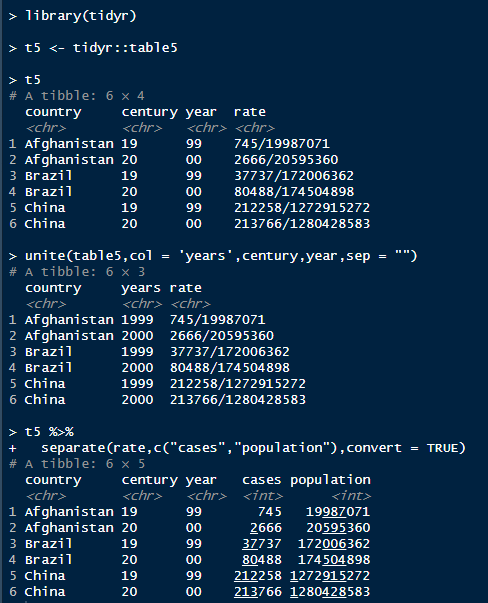 > library(tidyr)
> t5 <- tidyr::table5
> t5
# A tibble: 6 × 4
  country     century year  rate
  <chr>       <chr>   <chr> <chr>
1 Afghanistan 19      99    745/19987071
2 Afghanistan 20      00    2666/20595360
3 Brazil      19      99    37737/172006362
4 Brazil      20      00    80488/174504898
5 China       19      99    212258/1272915272
6 China       20      00    213766/1280428583
> unite(table5,col = 'years',century,year,sep = "")
# A tibble: 6 × 3
  country     years rate
  <chr>       <chr> <chr>
1 Afghanistan 1999  745/19987071
2 Afghanistan 2000  2666/20595360
3 Brazil      1999  37737/172006362
4 Brazil      2000  80488/174504898
5 China       1999  212258/1272915272
6 China       2000  213766/1280428583
> t5 %>%
+   separate(rate,c("cases","population"),convert = TRUE)
# A tibble: 6 × 5
  country     century year   cases population
  <chr>       <chr>   <chr>  <int>      <int>
1 Afghanistan 19      99       745   19987071
2 Afghanistan 20      00      2666   20595360
3 Brazil      19      99     37737  172006362
4 Brazil      20      00     80488  174504898
5 China       19      99    212258 1272915272
6 China       20      00    213766 1280428583